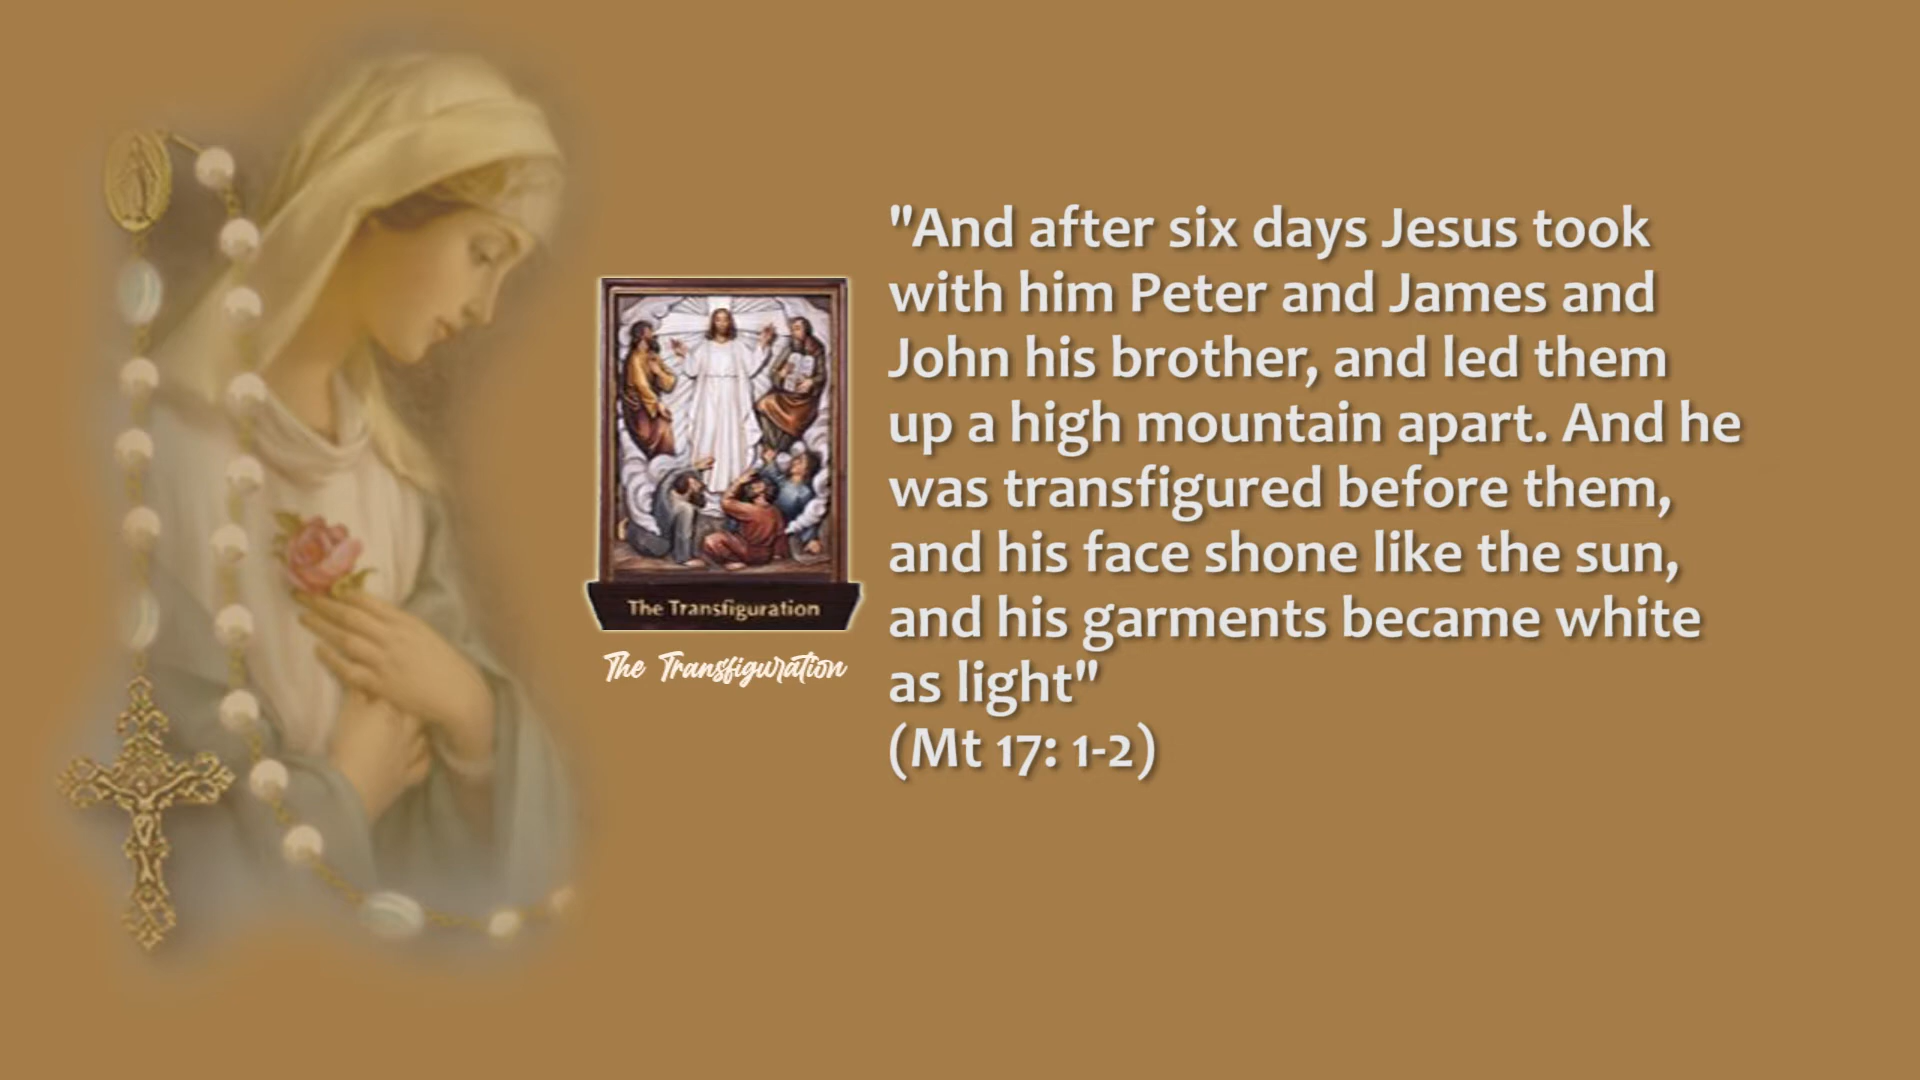 "And after six days Jesus took
with him Peter and James and
John his brother, and led them
up a high mountain apart. And he
was transfigured before them,
and his face shone like the sun,
and his garments became white
as light"
(Mt 17: 1-2)
The Transfiguration
The Transfiguration